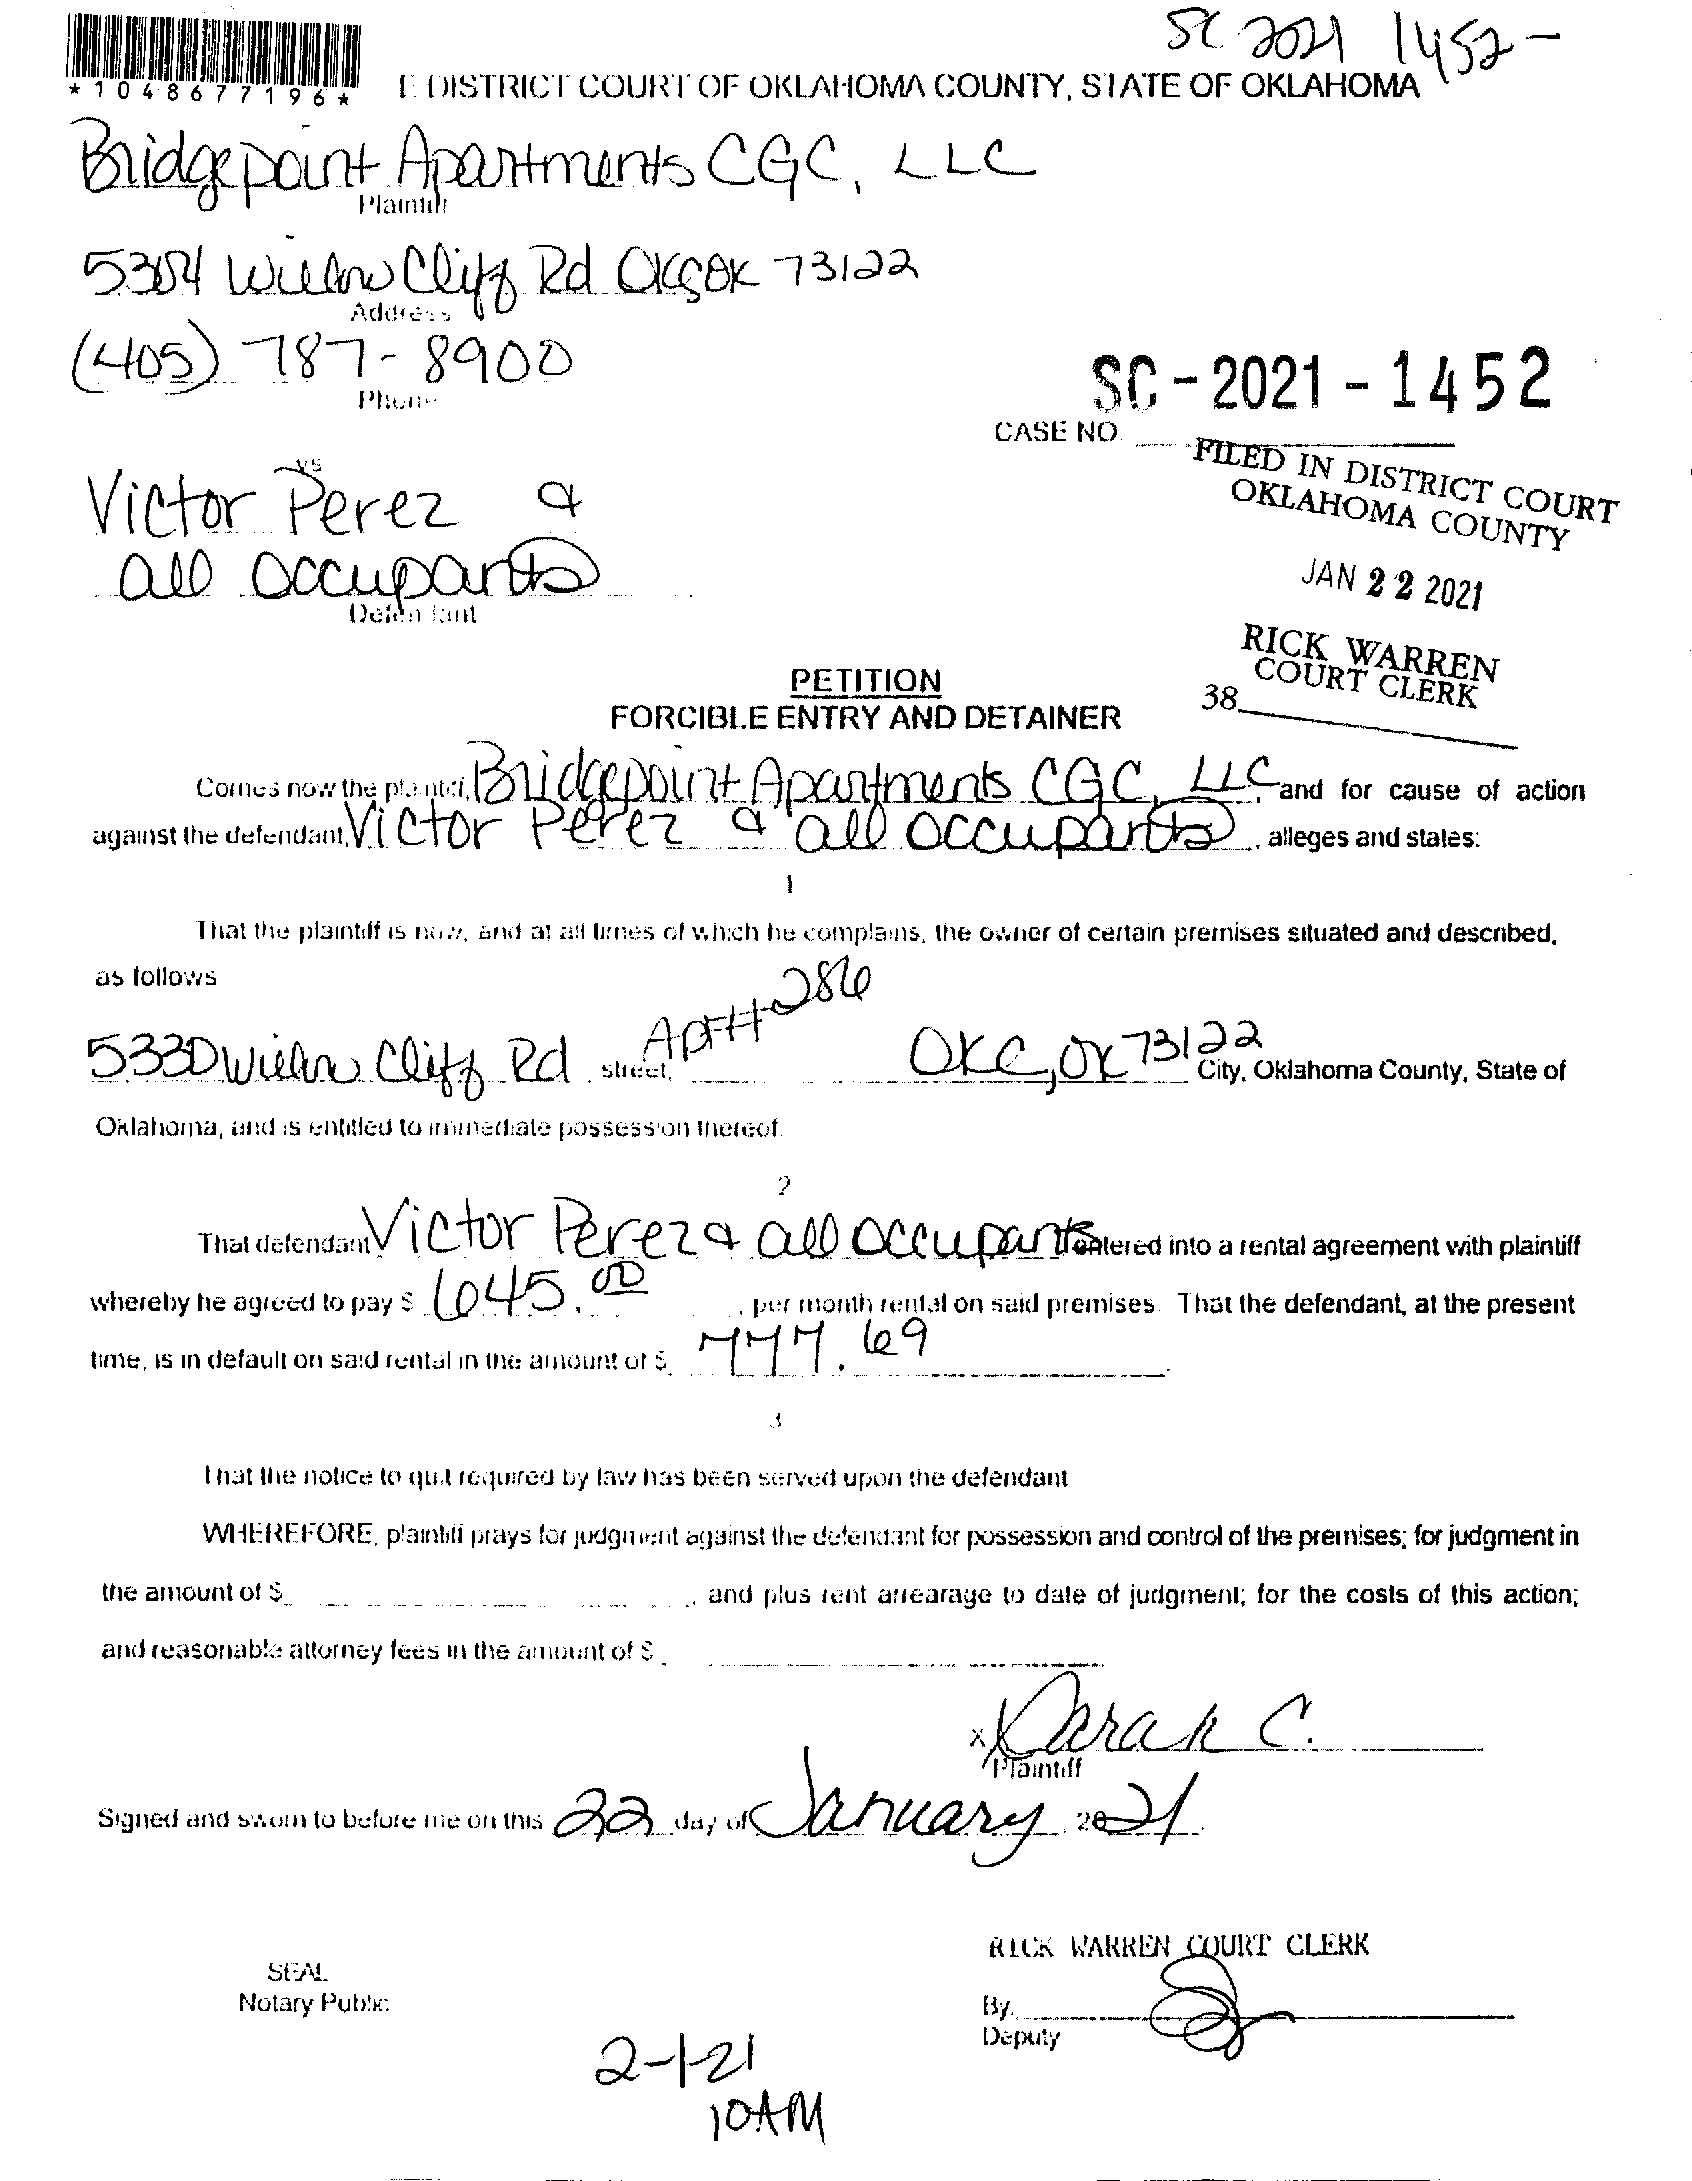 SC 2021 1452-
*1048677196*
E DISTRICT COURT OF OKLAHOMA COUNTY, STATE OF OKLAHOMA
Bridgepoint Apartments CGC, LLC
Plaintiff
5304 Willow Cliff Rd OKC OK 73122
Address
(405) 787-8900
Phone
SC-2021-1452
CASE NO
vs
FILED IN DISTRICT COURT
OKLAHOMA COUNTY
Victor Perez &
all occupants
Defendant
JAN 22 2021
RICK WARREN
COURT CLERK
38
PETITION
FORCIBLE ENTRY AND DETAINER
Comes now the plaintiff, Bridgepoint Apartments CGC, LLC, and for cause of action
against the defendant, Victor Perez & all occupants, alleges and states:
1
That the plaintiff is now, and at all times of which he complains, the owner of certain premises situated and described,
as follows
5330 Willow Cliff Rd street, Apt# 286 OKC, OK 73122 City, Oklahoma County, State of
Oklahoma, and is entitled to immediate possession thereof.
2
That defendant Victor Perez & all occupants entered into a rental agreement with plaintiff
whereby he agreed to pay $ 645.00, per month rental on said premises. That the defendant, at the present
time, is in default on said rental in the amount of $ 777.69
3
That the notice to quit required by law has been served upon the defendant
WHEREFORE, plaintiff prays for judgment against the defendant for possession and control of the premises; for judgment in
the amount of $ , and plus rent arrearage to date of judgment; for the costs of this action;
and reasonable attorney fees in the amount of $
x Karah C.
Plaintiff
Signed and sworn to before me on this 22 day of January 2021
RICK WARREN COURT CLERK
SEAL
Notary Public
By.
Deputy
2-1-21
10AM